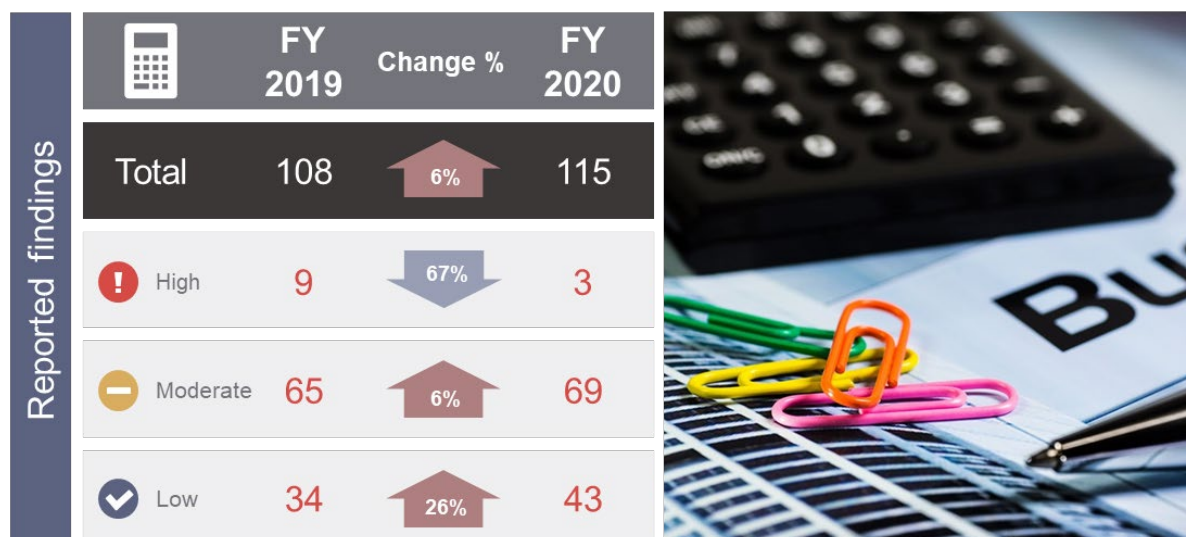 Reported findings
FY 2019
Change %
FY 2020
Total 108 6% 115
High 9 67% 3
Moderate 65 6% 69
Low 34 26% 43
Bu